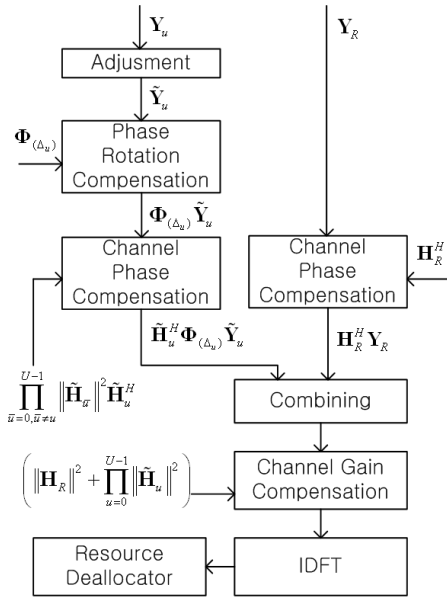 𝐘_u
𝐘_R
Adjusment
𝐘̃_u
𝚽_(Δ_u)
Phase
Rotation
Compensation
𝚽_(Δ_u) 𝐘̃_u
Channel
Phase
Compensation
Channel
Phase
Compensation
𝐇_R^H
𝐇̃_u^H 𝚽_(Δ_u) 𝐘̃_u
𝐇_R^H 𝐘_R
∏_{ū=0,ū≠u}^{U−1} ‖𝐇̃_ū‖² 𝐇̃_u^H
Combining
(‖𝐇_R‖² + ∏_{u=0}^{U−1} ‖𝐇̃_u‖²)
Channel Gain
Compensation
Resource
Deallocator
IDFT